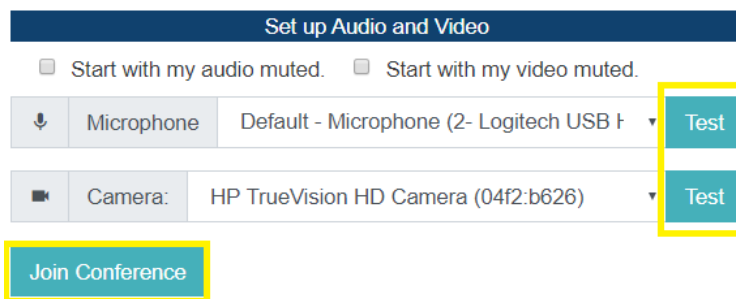 Set up Audio and Video
Start with my audio muted. Start with my video muted.
Microphone Default - Microphone (2- Logitech USB H Test
Camera: HP TrueVision HD Camera (04f2:b626) Test
Join Conference